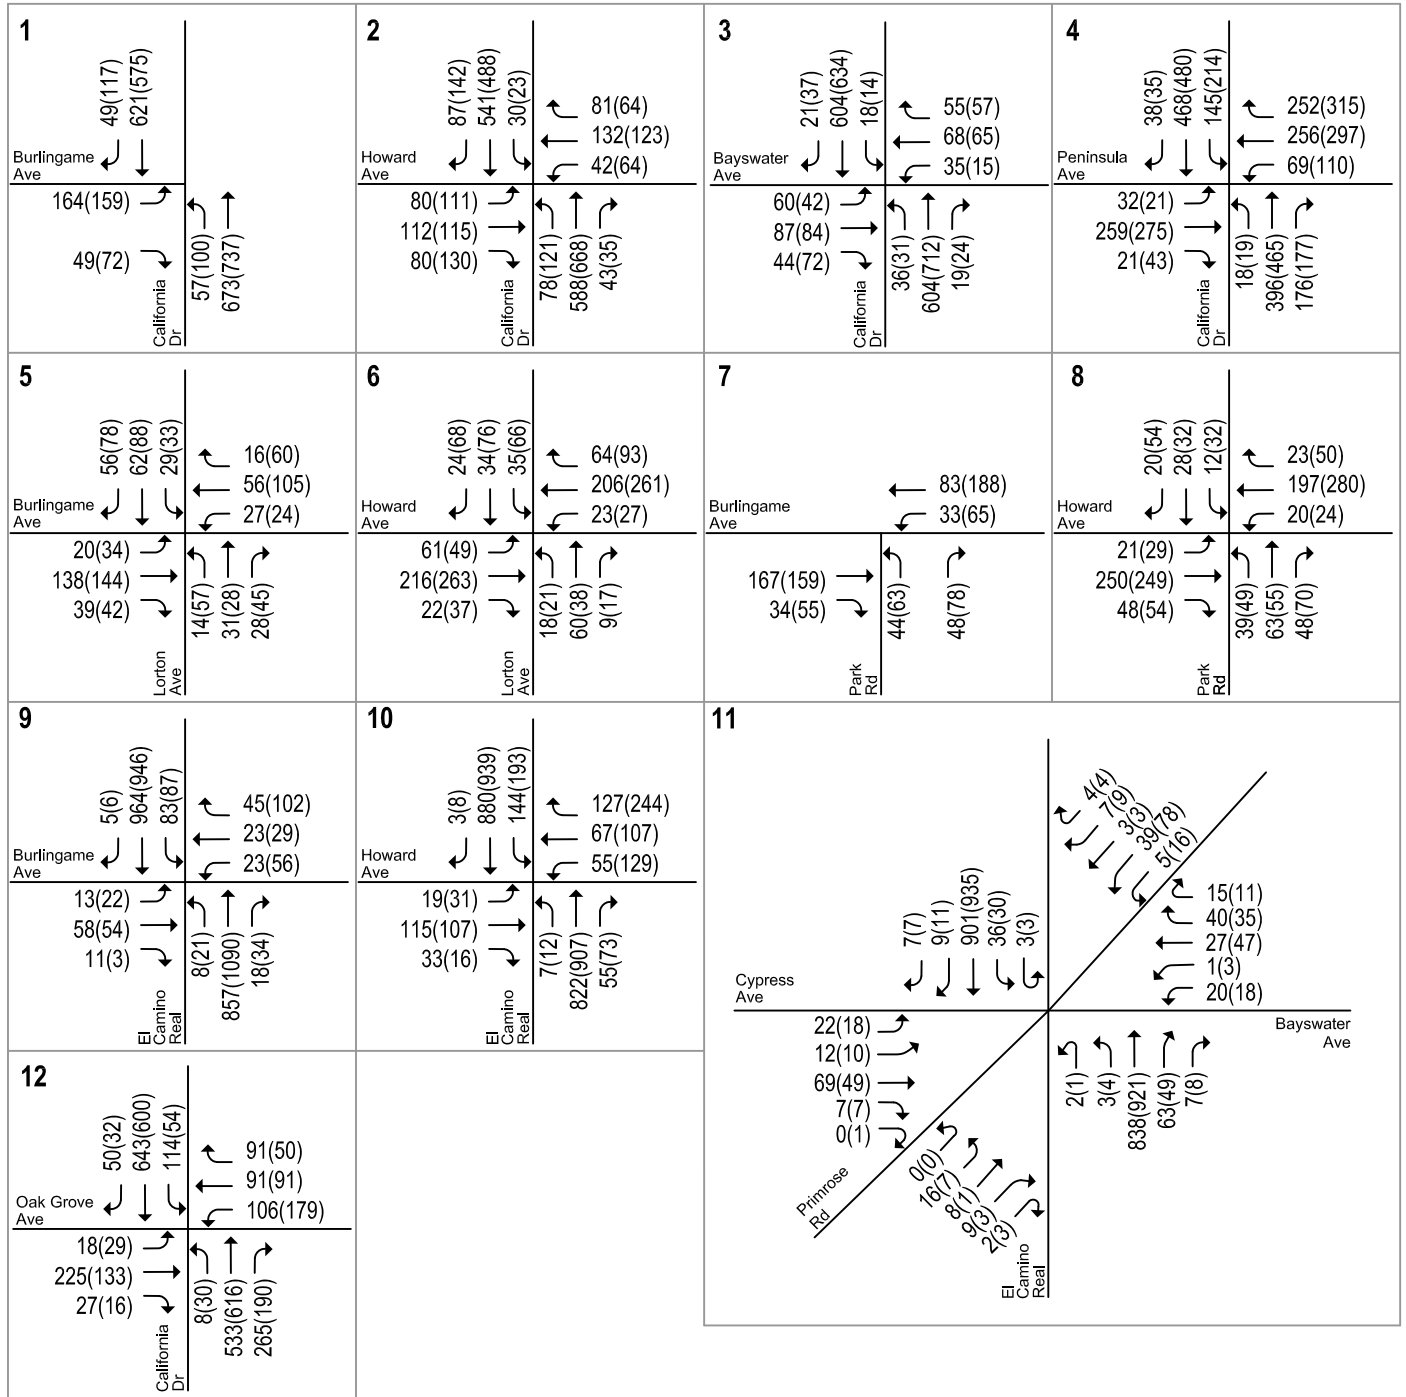 1
49(117)
621(575)
Burlingame
Ave
164(159)
49(72)
57(100)
673(737)
California
Dr
2
87(142)
541(488)
30(23)
81(64)
132(123)
42(64)
Howard
Ave
80(111)
112(115)
80(130)
78(121)
588(668)
43(35)
California
Dr
3
21(37)
604(634)
18(14)
55(57)
68(65)
35(15)
Bayswater
Ave
60(42)
87(84)
44(72)
36(31)
604(712)
19(24)
California
Dr
4
38(35)
468(480)
145(214)
252(315)
256(297)
69(110)
Peninsula
Ave
32(21)
259(275)
21(43)
18(19)
396(465)
176(177)
California
Dr
5
56(78)
62(88)
29(33)
16(60)
56(105)
27(24)
Burlingame
Ave
20(34)
138(144)
39(42)
14(57)
31(28)
28(45)
Lorton
Ave
6
24(68)
34(76)
35(66)
64(93)
206(261)
23(27)
Howard
Ave
61(49)
216(263)
22(37)
18(21)
60(38)
9(17)
Lorton
Ave
7
83(188)
33(65)
Burlingame
Ave
167(159)
34(55)
44(63)
48(78)
Park
Rd
8
20(54)
28(32)
12(32)
23(50)
197(280)
20(24)
Howard
Ave
21(29)
250(249)
48(54)
39(49)
63(55)
48(70)
Park
Rd
9
5(6)
964(946)
83(87)
45(102)
23(29)
23(56)
Burlingame
Ave
13(22)
58(54)
11(3)
8(21)
857(1090)
18(34)
El
Camino
Real
10
3(8)
880(939)
144(193)
127(244)
67(107)
55(129)
Howard
Ave
19(31)
115(107)
33(16)
7(12)
822(907)
55(73)
El
Camino
Real
11
4(4)
7(9)
3(3)
39(78)
5(16)
7(7)
9(11)
901(935)
36(30)
3(3)
15(11)
40(35)
27(47)
1(3)
20(18)
Cypress
Ave
Bayswater
Ave
22(18)
12(10)
69(49)
7(7)
0(1)
2(1)
3(4)
838(921)
63(49)
7(8)
0(0)
16(7)
8(1)
9(3)
2(3)
Primrose
Rd
El
Camino
Real
12
50(32)
643(600)
114(54)
91(50)
91(91)
106(179)
Oak Grove
Ave
18(29)
225(133)
27(16)
8(30)
533(616)
265(190)
California
Dr